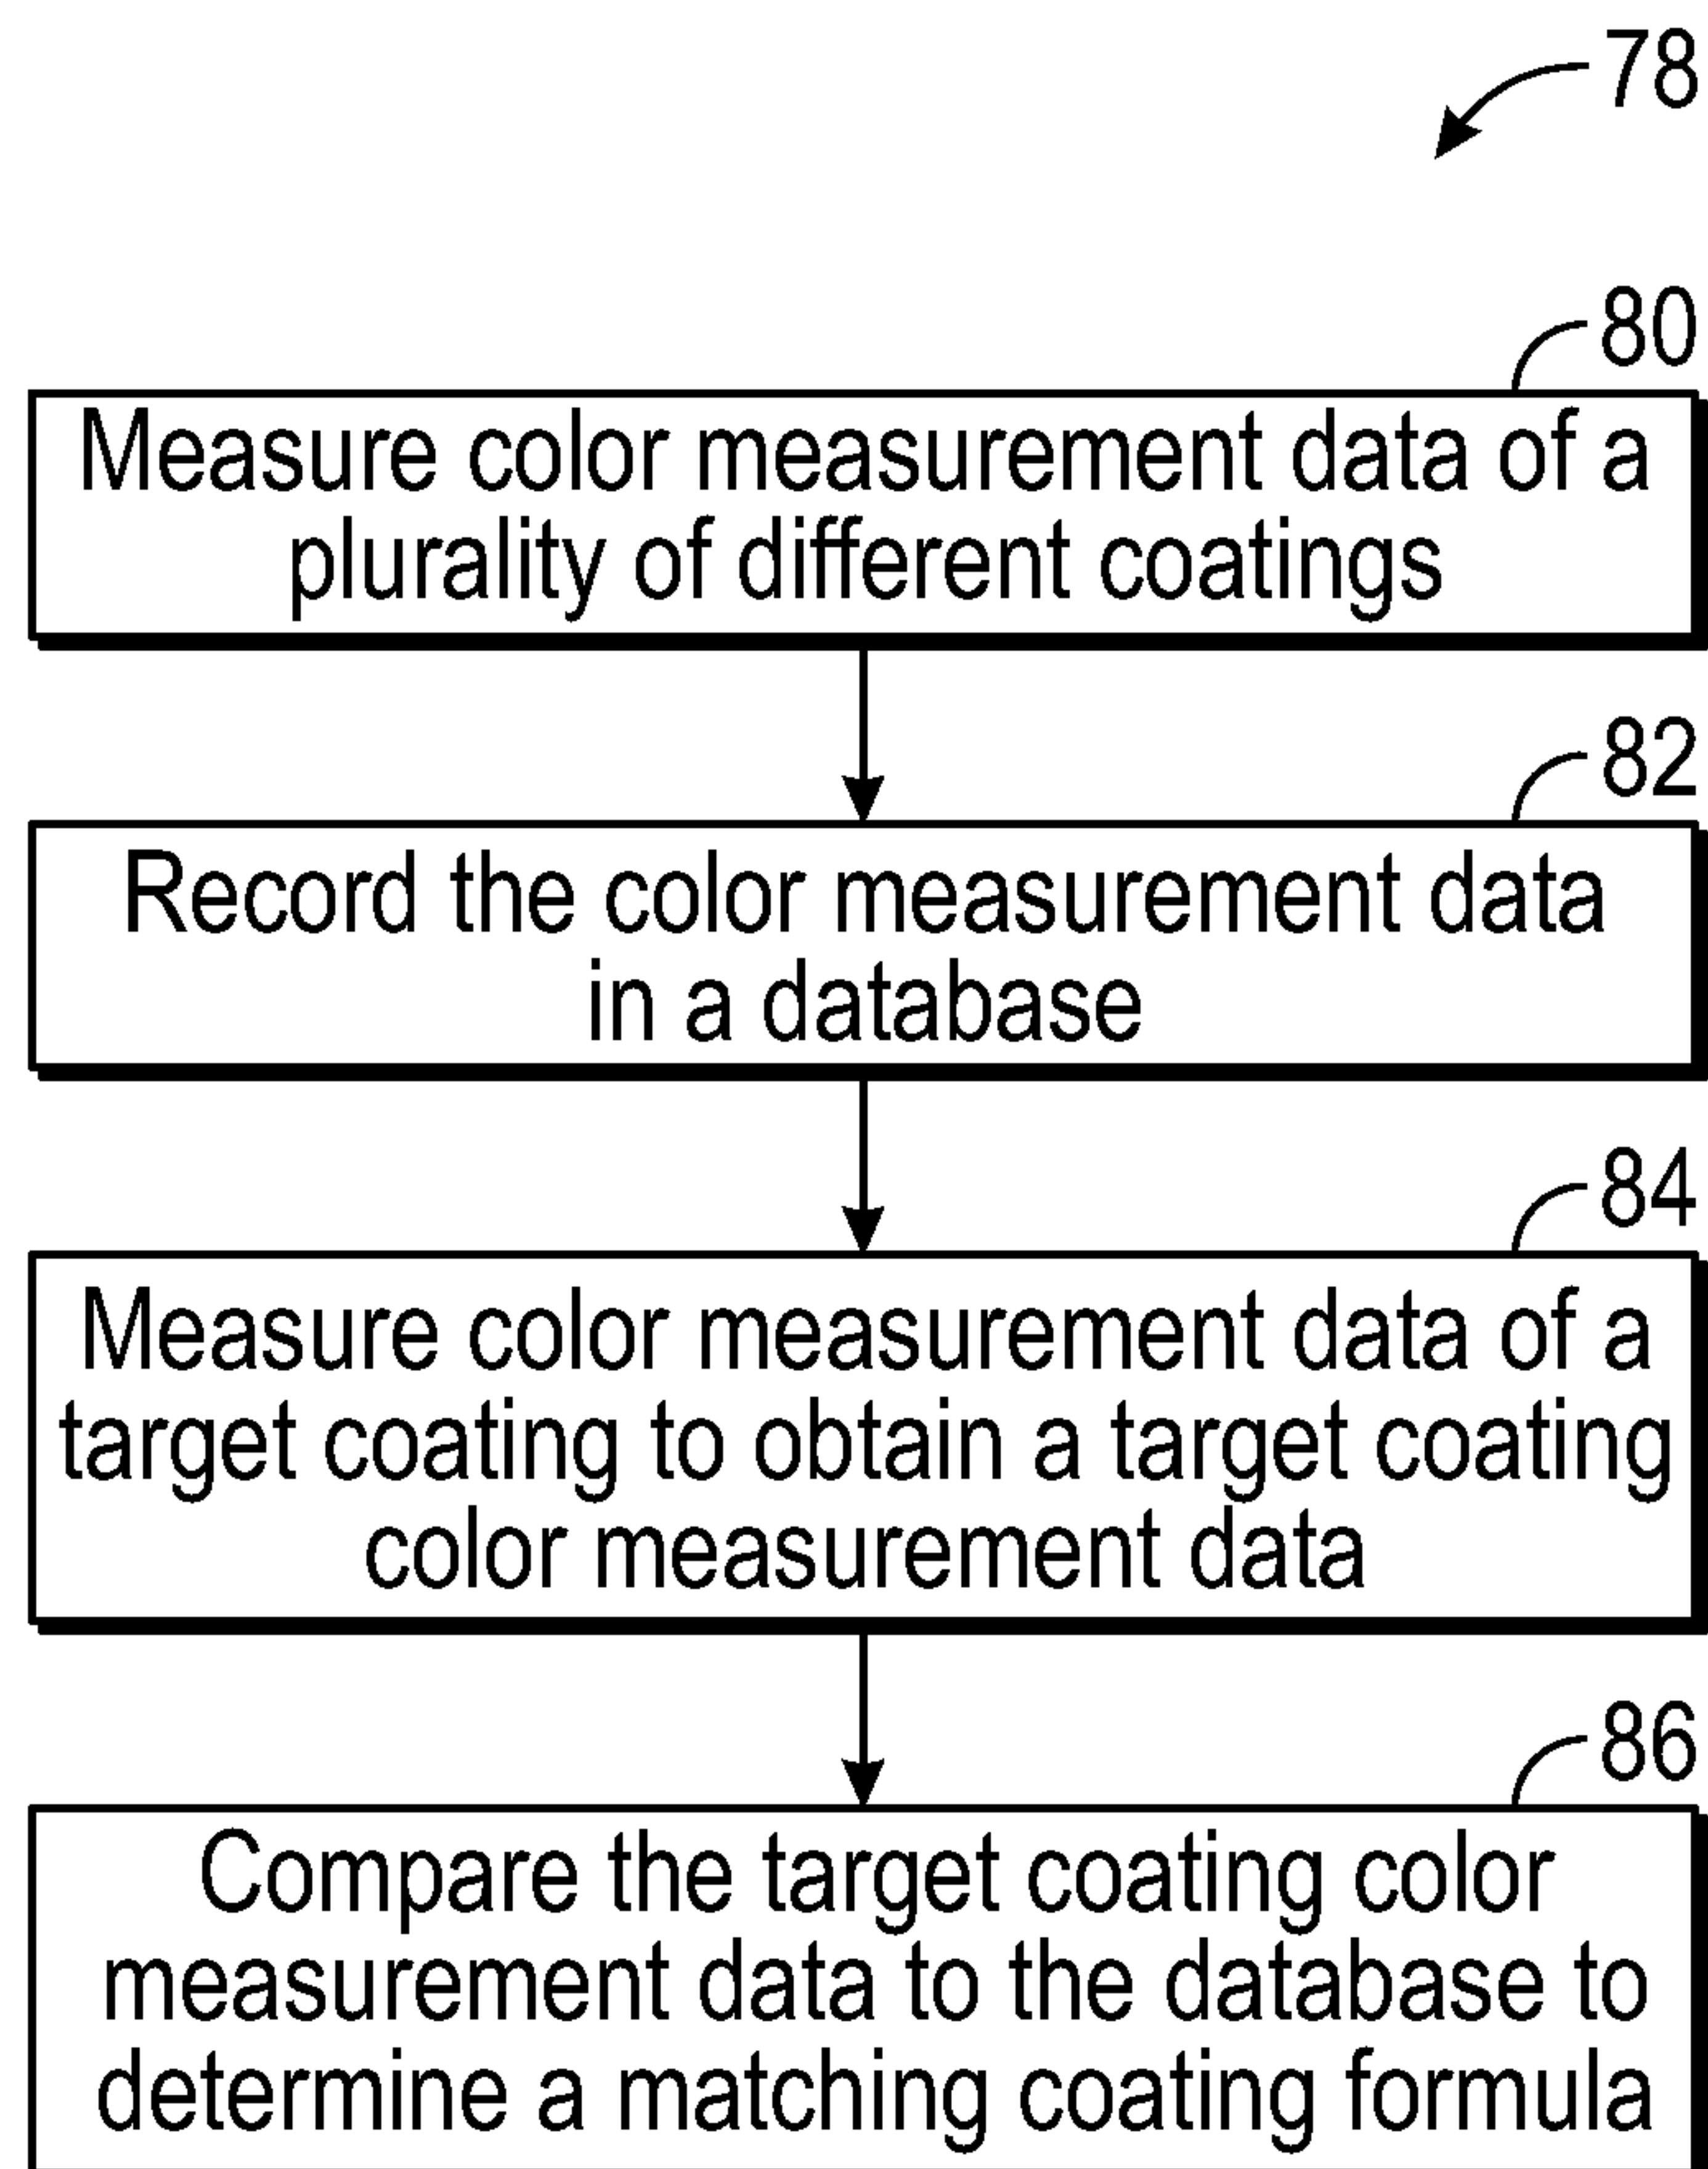 78
80
Measure color measurement data of a
plurality of different coatings
82
Record the color measurement data
in a database
84
Measure color measurement data of a
target coating to obtain a target coating
color measurement data
86
Compare the target coating color
measurement data to the database to
determine a matching coating formula